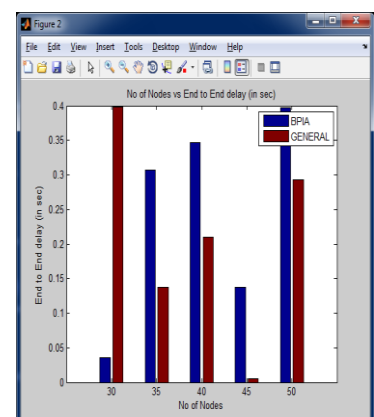 Figure 2
File Edit View Insert Tools Desktop Window Help
No of Nodes vs End to End delay (in sec)
BPIA
GENERAL
0.4
0.35
0.3
0.25
0.2
0.15
0.1
0.05
0
End to End delay (in sec)
30 35 40 45 50
No of Nodes